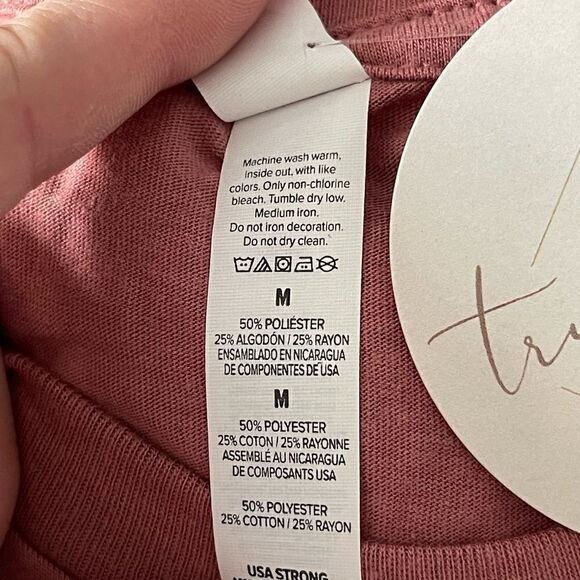 Machine wash warm,
inside out, with like
colors. Only non-chlorine
bleach. Tumble dry low.
Medium iron.
Do not iron decoration.
Do not dry clean.
M
50% POLIÉSTER
25% ALGODÓN / 25% RAYON
ENSAMBLADO EN NICARAGUA
DE COMPONENTES DE USA
M
50% POLYESTER
25% COTON / 25% RAYONNE
ASSEMBLÉ AU NICARAGUA
DE COMPOSANTS USA
50% POLYESTER
25% COTTON / 25% RAYON
USA STRONG